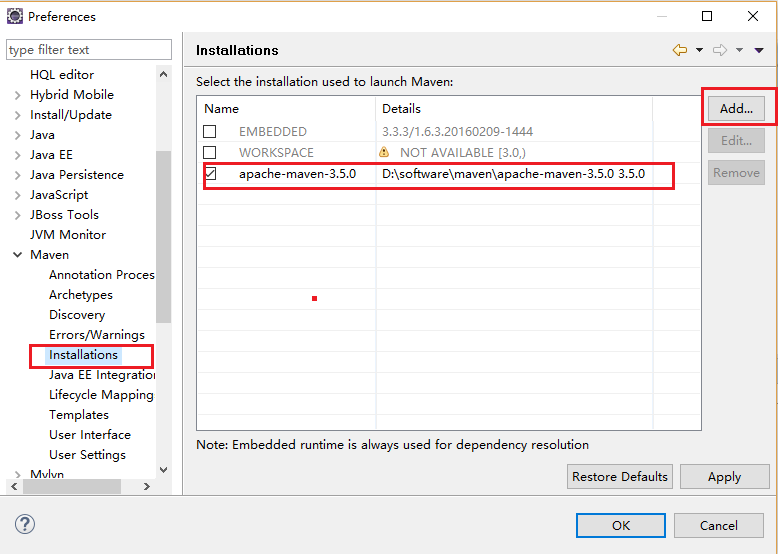 Preferences
type filter text
HQL editor
Hybrid Mobile
Install/Update
Java
Java EE
Java Persistence
JavaScript
JBoss Tools
JVM Monitor
Maven
Annotation Proces
Archetypes
Discovery
Errors/Warnings
Installations
Java EE Integration
Lifecycle Mapping
Templates
User Interface
User Settings
Mylyn
Installations
Select the installation used to launch Maven:
Name Details
EMBEDDED 3.3.3/1.6.3.20160209-1444
WORKSPACE NOT AVAILABLE [3.0,)
apache-maven-3.5.0 D:\software\maven\apache-maven-3.5.0 3.5.0
Add...
Edit...
Remove
Note: Embedded runtime is always used for dependency resolution
Restore Defaults Apply
OK Cancel